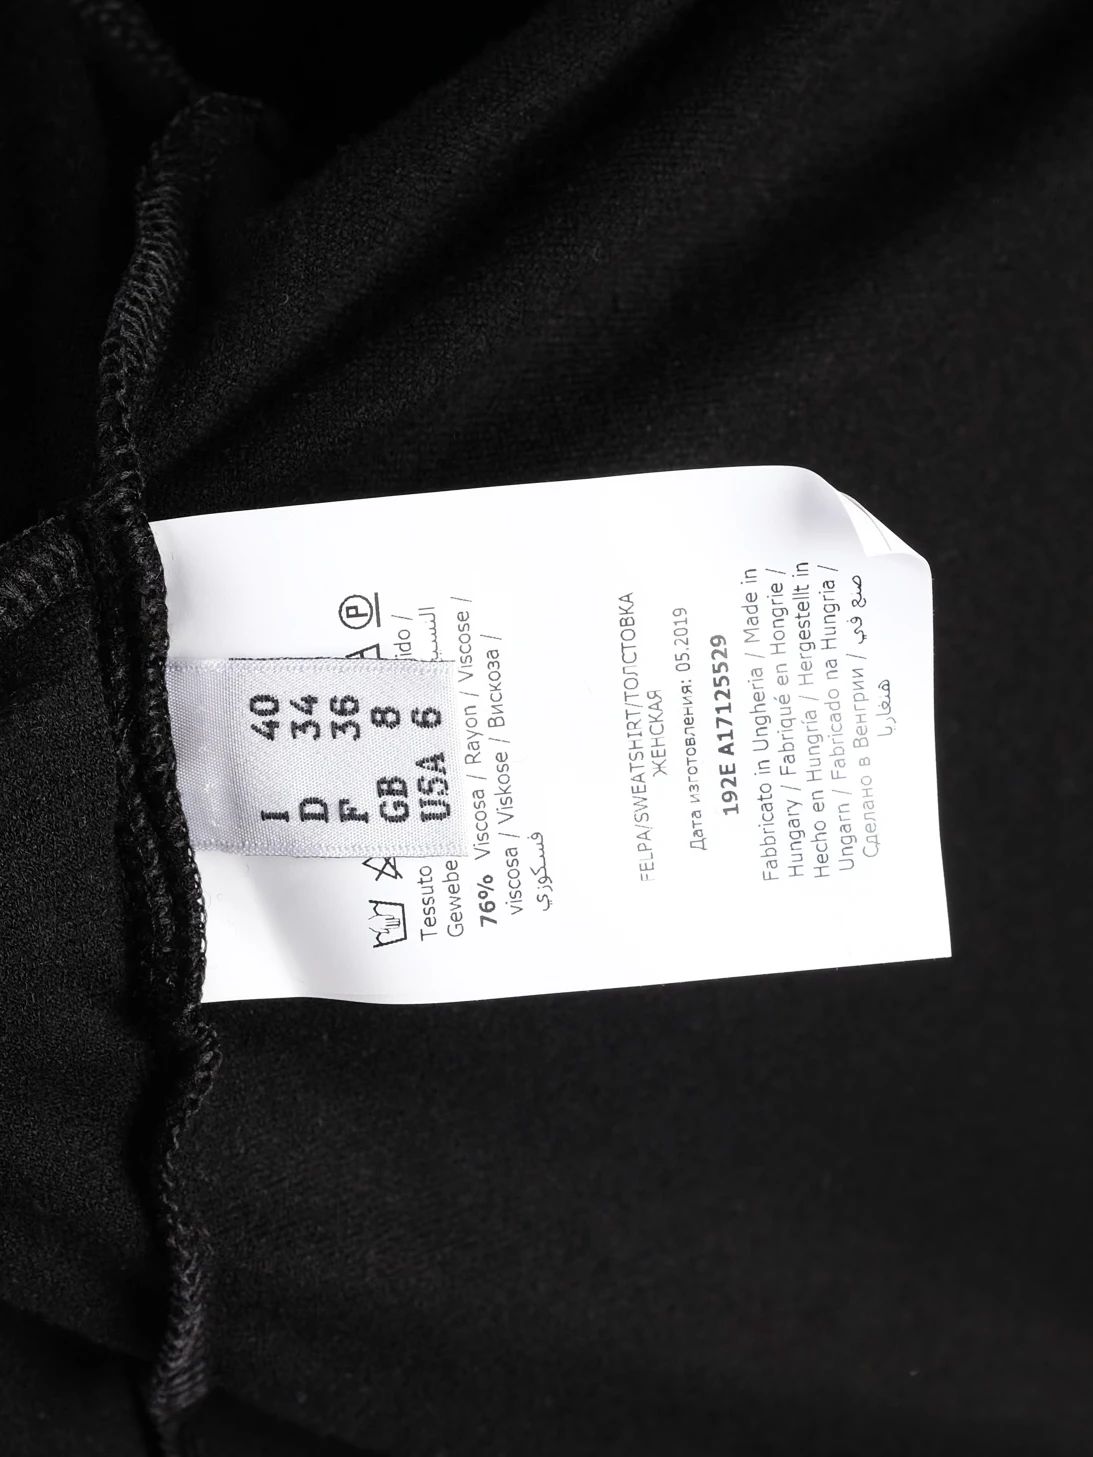 I 40
D 34
F 36
GB 8
USA 6
P
Tessuto
Gewebe
76% Viscosa / Rayon / Viscose /
viscosa / Viskose / Вискоза /
فسكوزي
FELPA/SWEATSHIRT/ТОЛСТОВКА
ЖЕНСКАЯ
Дата изготовления: 05.2019
192E A17125529
Fabbricato in Ungheria / Made in
Hungary / Fabriqué en Hongrie /
Hecho en Hungría / Hergestellt in
Ungarn / Fabricado na Hungria /
Сделано в Венгрии / صنع في
هنغاريا